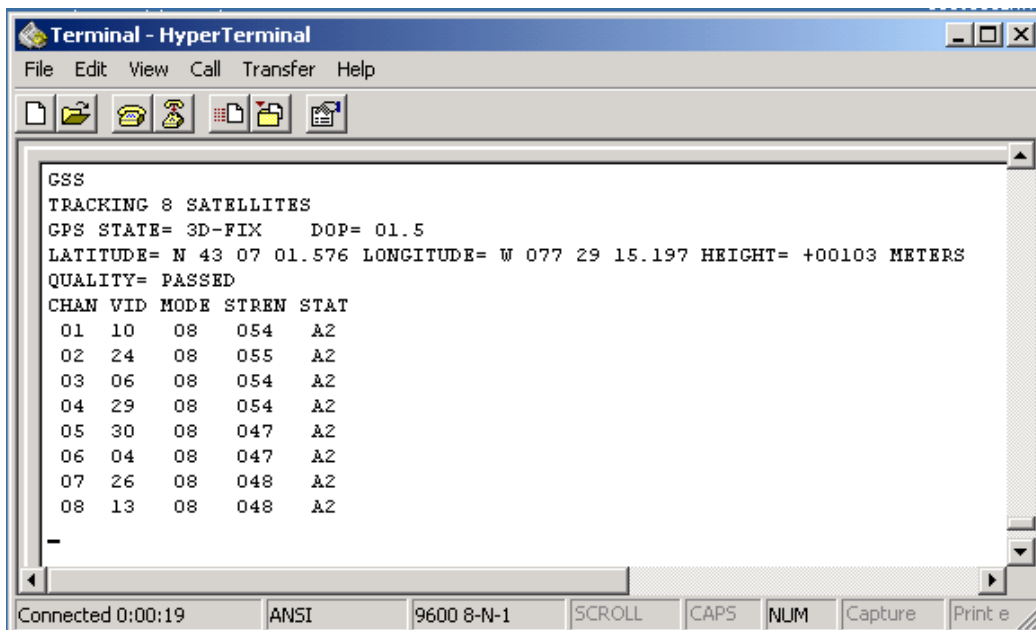 Terminal - HyperTerminal
File Edit View Call Transfer Help
GSS
TRACKING 8 SATELLITES
GPS STATE= 3D-FIX DOP= 01.5
LATITUDE= N 43 07 01.576 LONGITUDE= W 077 29 15.197 HEIGHT= +00103 METERS
QUALITY= PASSED
CHAN VID MODE STREN STAT
01 10 08 054 A2
02 24 08 055 A2
03 06 08 054 A2
04 29 08 054 A2
05 30 08 047 A2
06 04 08 047 A2
07 26 08 048 A2
08 13 08 048 A2
Connected 0:00:19 ANSI 9600 8-N-1 SCROLL CAPS NUM Capture Print e